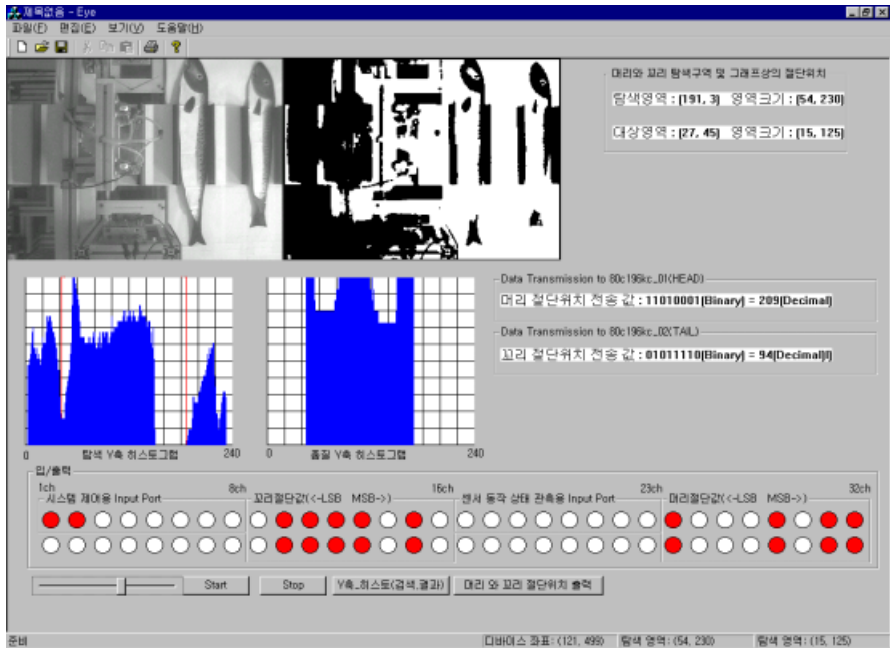 제목없음 - Eye
파일(F) 편집(E) 보기(V) 도움말(H)
머리와 꼬리 탐색구역 및 그래프상의 절단위치
탐색영역 : (191, 3) 영역크기 : (54, 230)
대상영역 : (27, 45) 영역크기 : (15, 125)
Data Transmission to 80c196kc_01(HEAD)
머리 절단위치 전송 값 : 11010001(Binary) = 209(Decimal)
Data Transmission to 80c196kc_02(TAIL)
꼬리 절단위치 전송 값 : 01011110(Binary) = 94(Decimal)l)
0 탐색 Y축 히스토그램 240
0 품질 Y축 히스토그램 240
입/출력
1ch 8ch 16ch 23ch 32ch
시스템 제어용 Input Port 꼬리절단값(<-LSB MSB->) 센서 동작 상태 관측용 Input Port 머리절단값(<-LSB MSB->)
Start Stop Y축_히스토(검색,결과) 머리 와 꼬리 절단위치 출력
준비 디바이스 좌표: (121, 499) 탐색 영역: (54, 230) 탐색 영역: (15, 125)